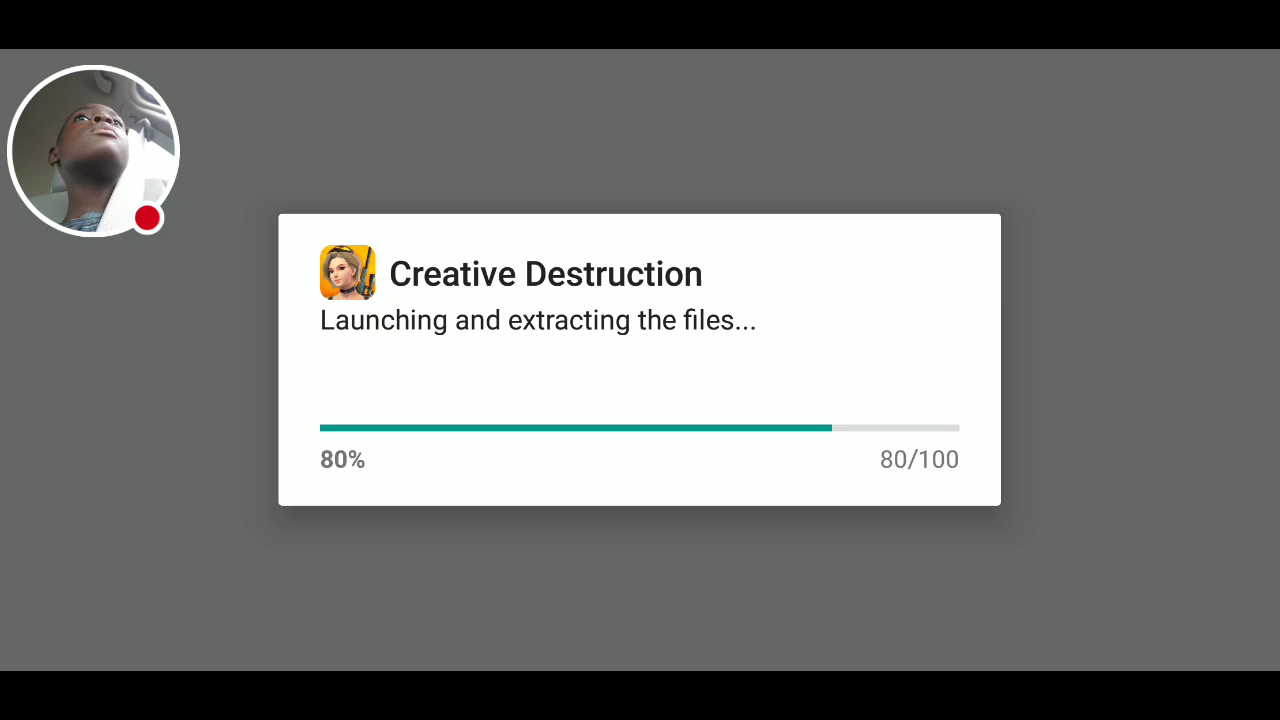 Creative Destruction
Launching and extracting the files...
80%
80/100